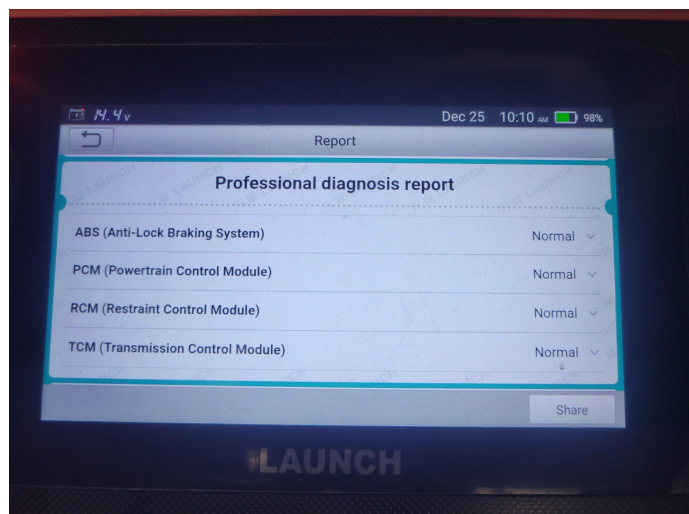 14.4v
Dec 25 10:10 AM 98%
Report
Professional diagnosis report
ABS (Anti-Lock Braking System) Normal
PCM (Powertrain Control Module) Normal
RCM (Restraint Control Module) Normal
TCM (Transmission Control Module) Normal
Share
LAUNCH